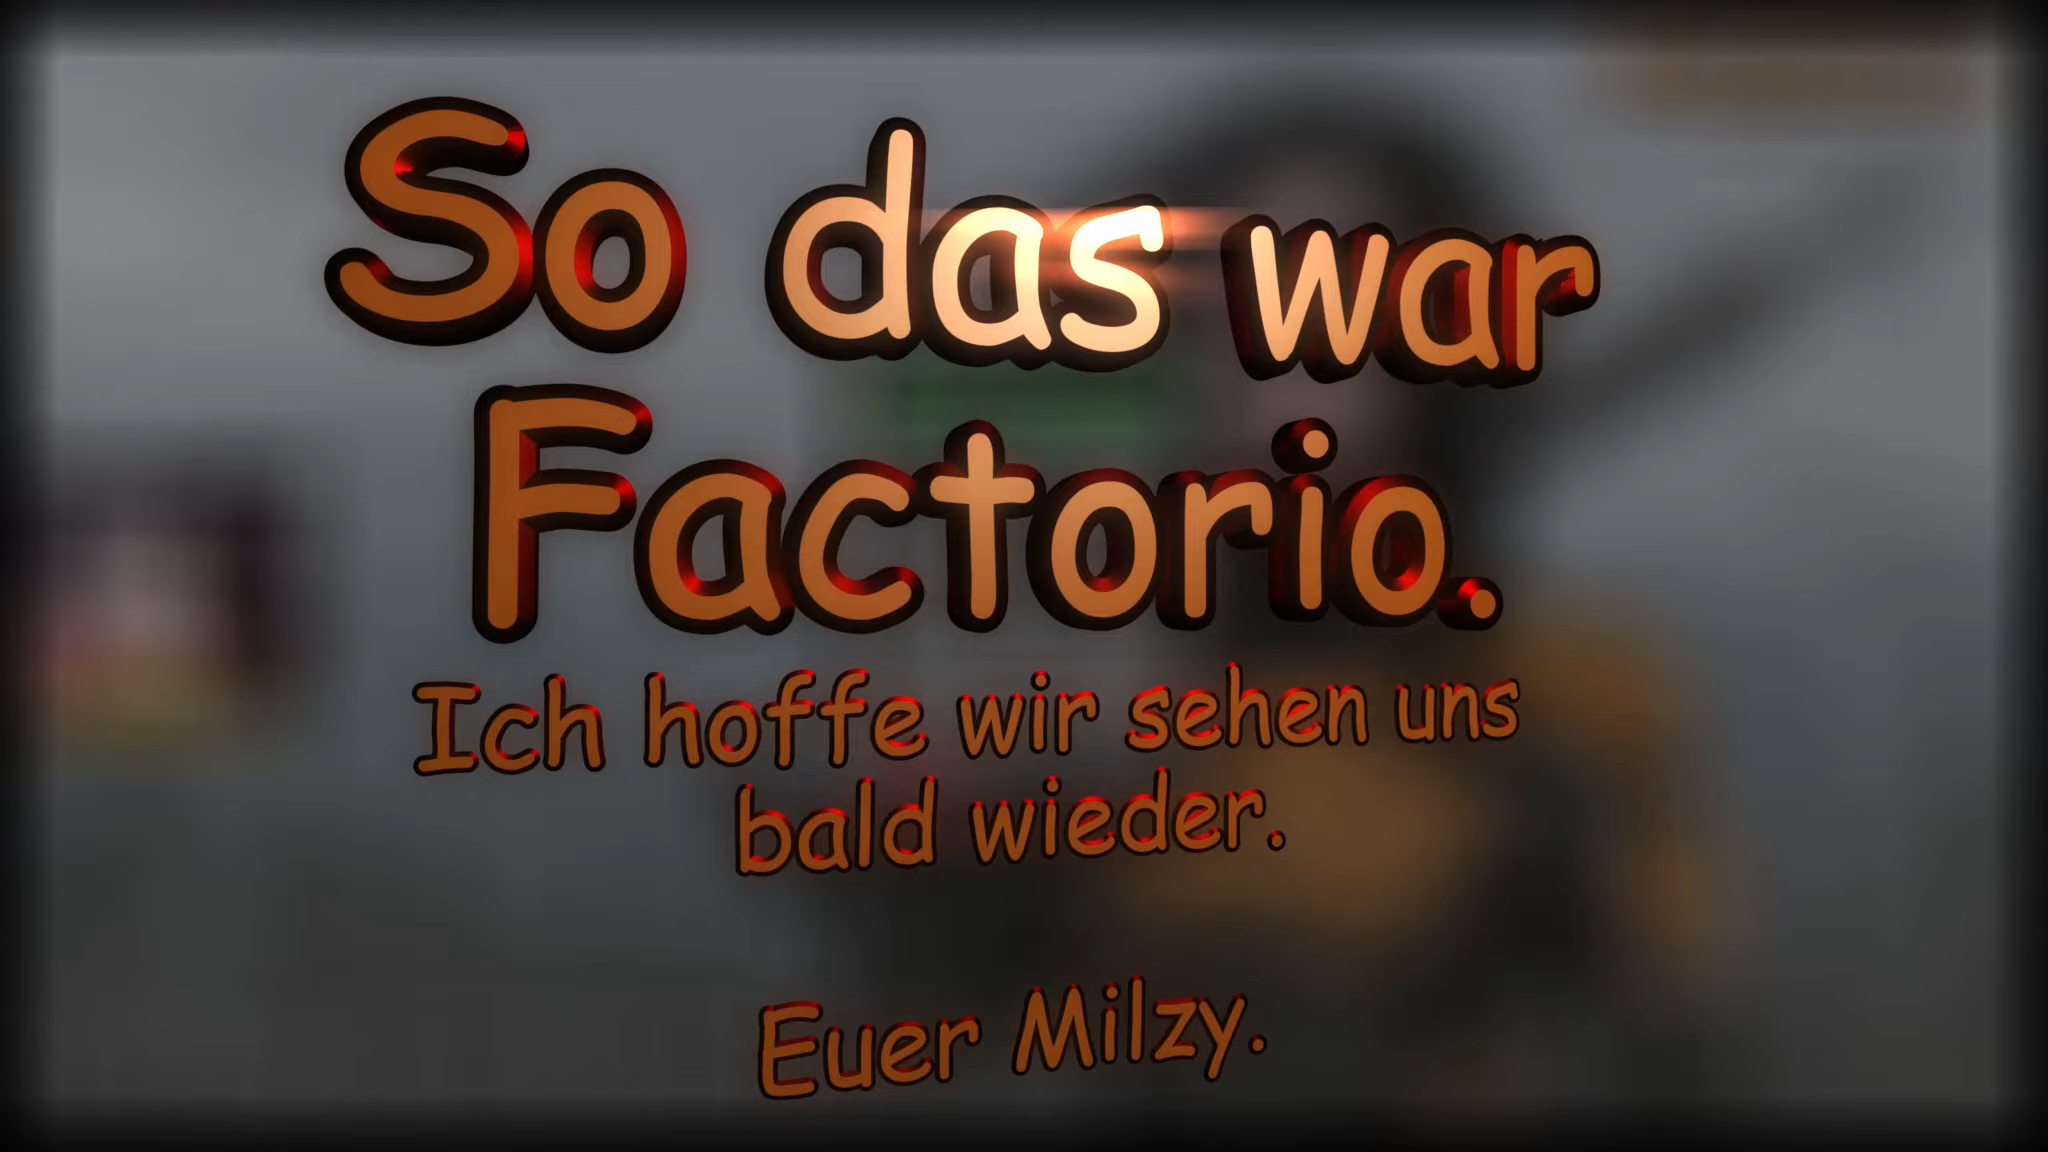 So das war
Factorio.
Ich hoffe wir sehen uns
bald wieder.
Euer Milzy.